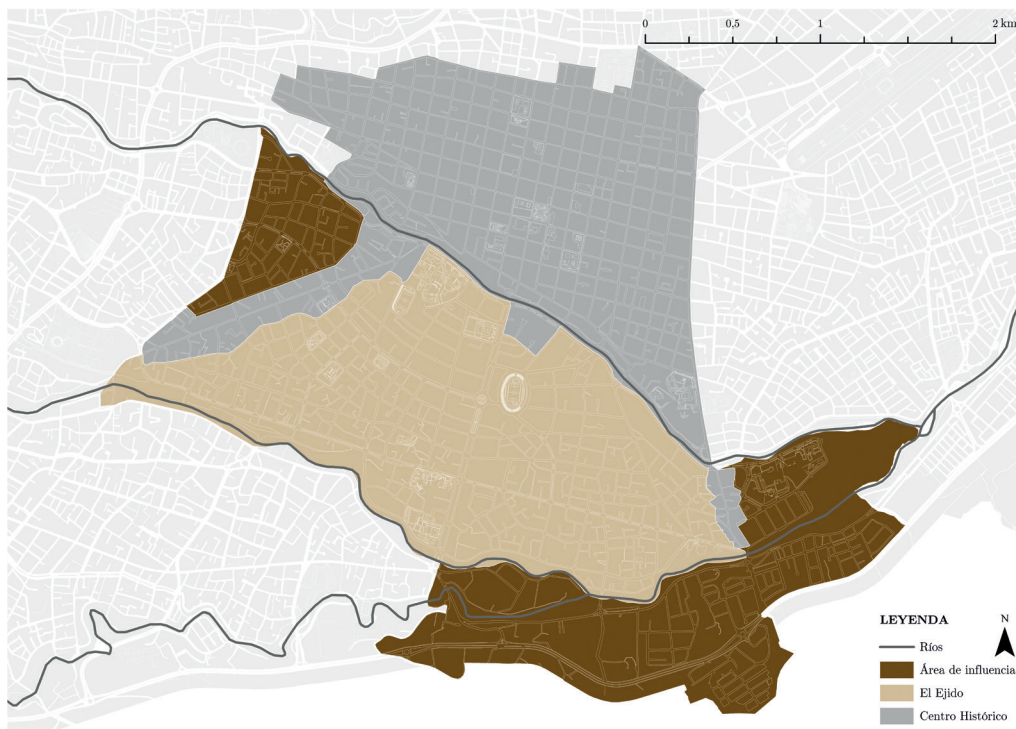 0 0,5 1 2 km
LEYENDA
N
Ríos
Área de influencia
El Ejido
Centro Histórico